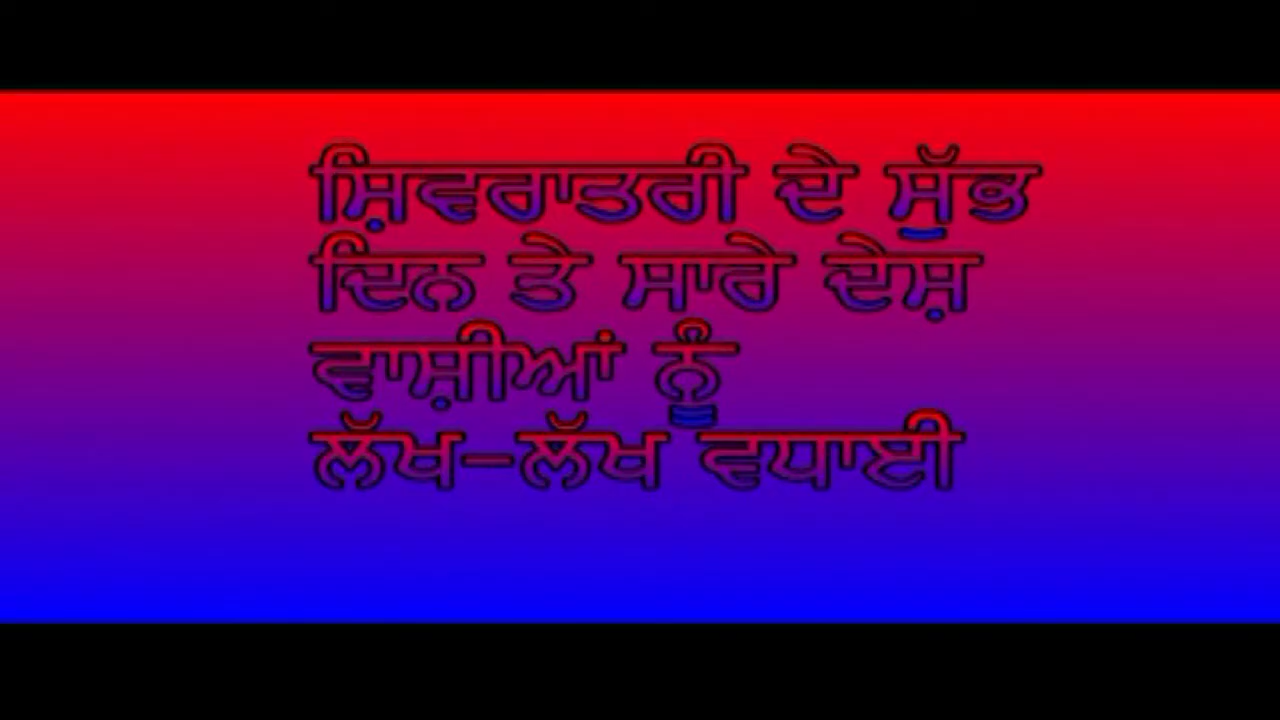 ਸ਼ਿਵਰਾਤਰੀ ਦੇ ਸੁੱਭ
ਦਿਨ ਤੇ ਸਾਰੇ ਦੇਸ਼
ਵਾਸ਼ੀਆਂ ਨੂੰ
ਲੱਖ-ਲੱਖ ਵਧਾਈ